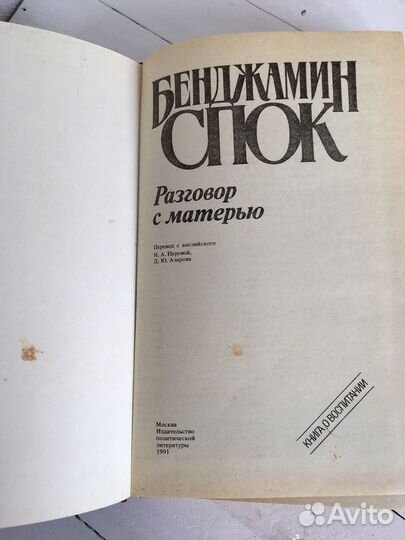 БЕНДЖАМИН
СПОК
Разговор
с матерью
Перевод с английского
Н. А. Перовой,
Д. Ю. Азарова
КНИГА О ВОСПИТАНИИ
Москва
Издательство
политической
литературы
1991
Avito